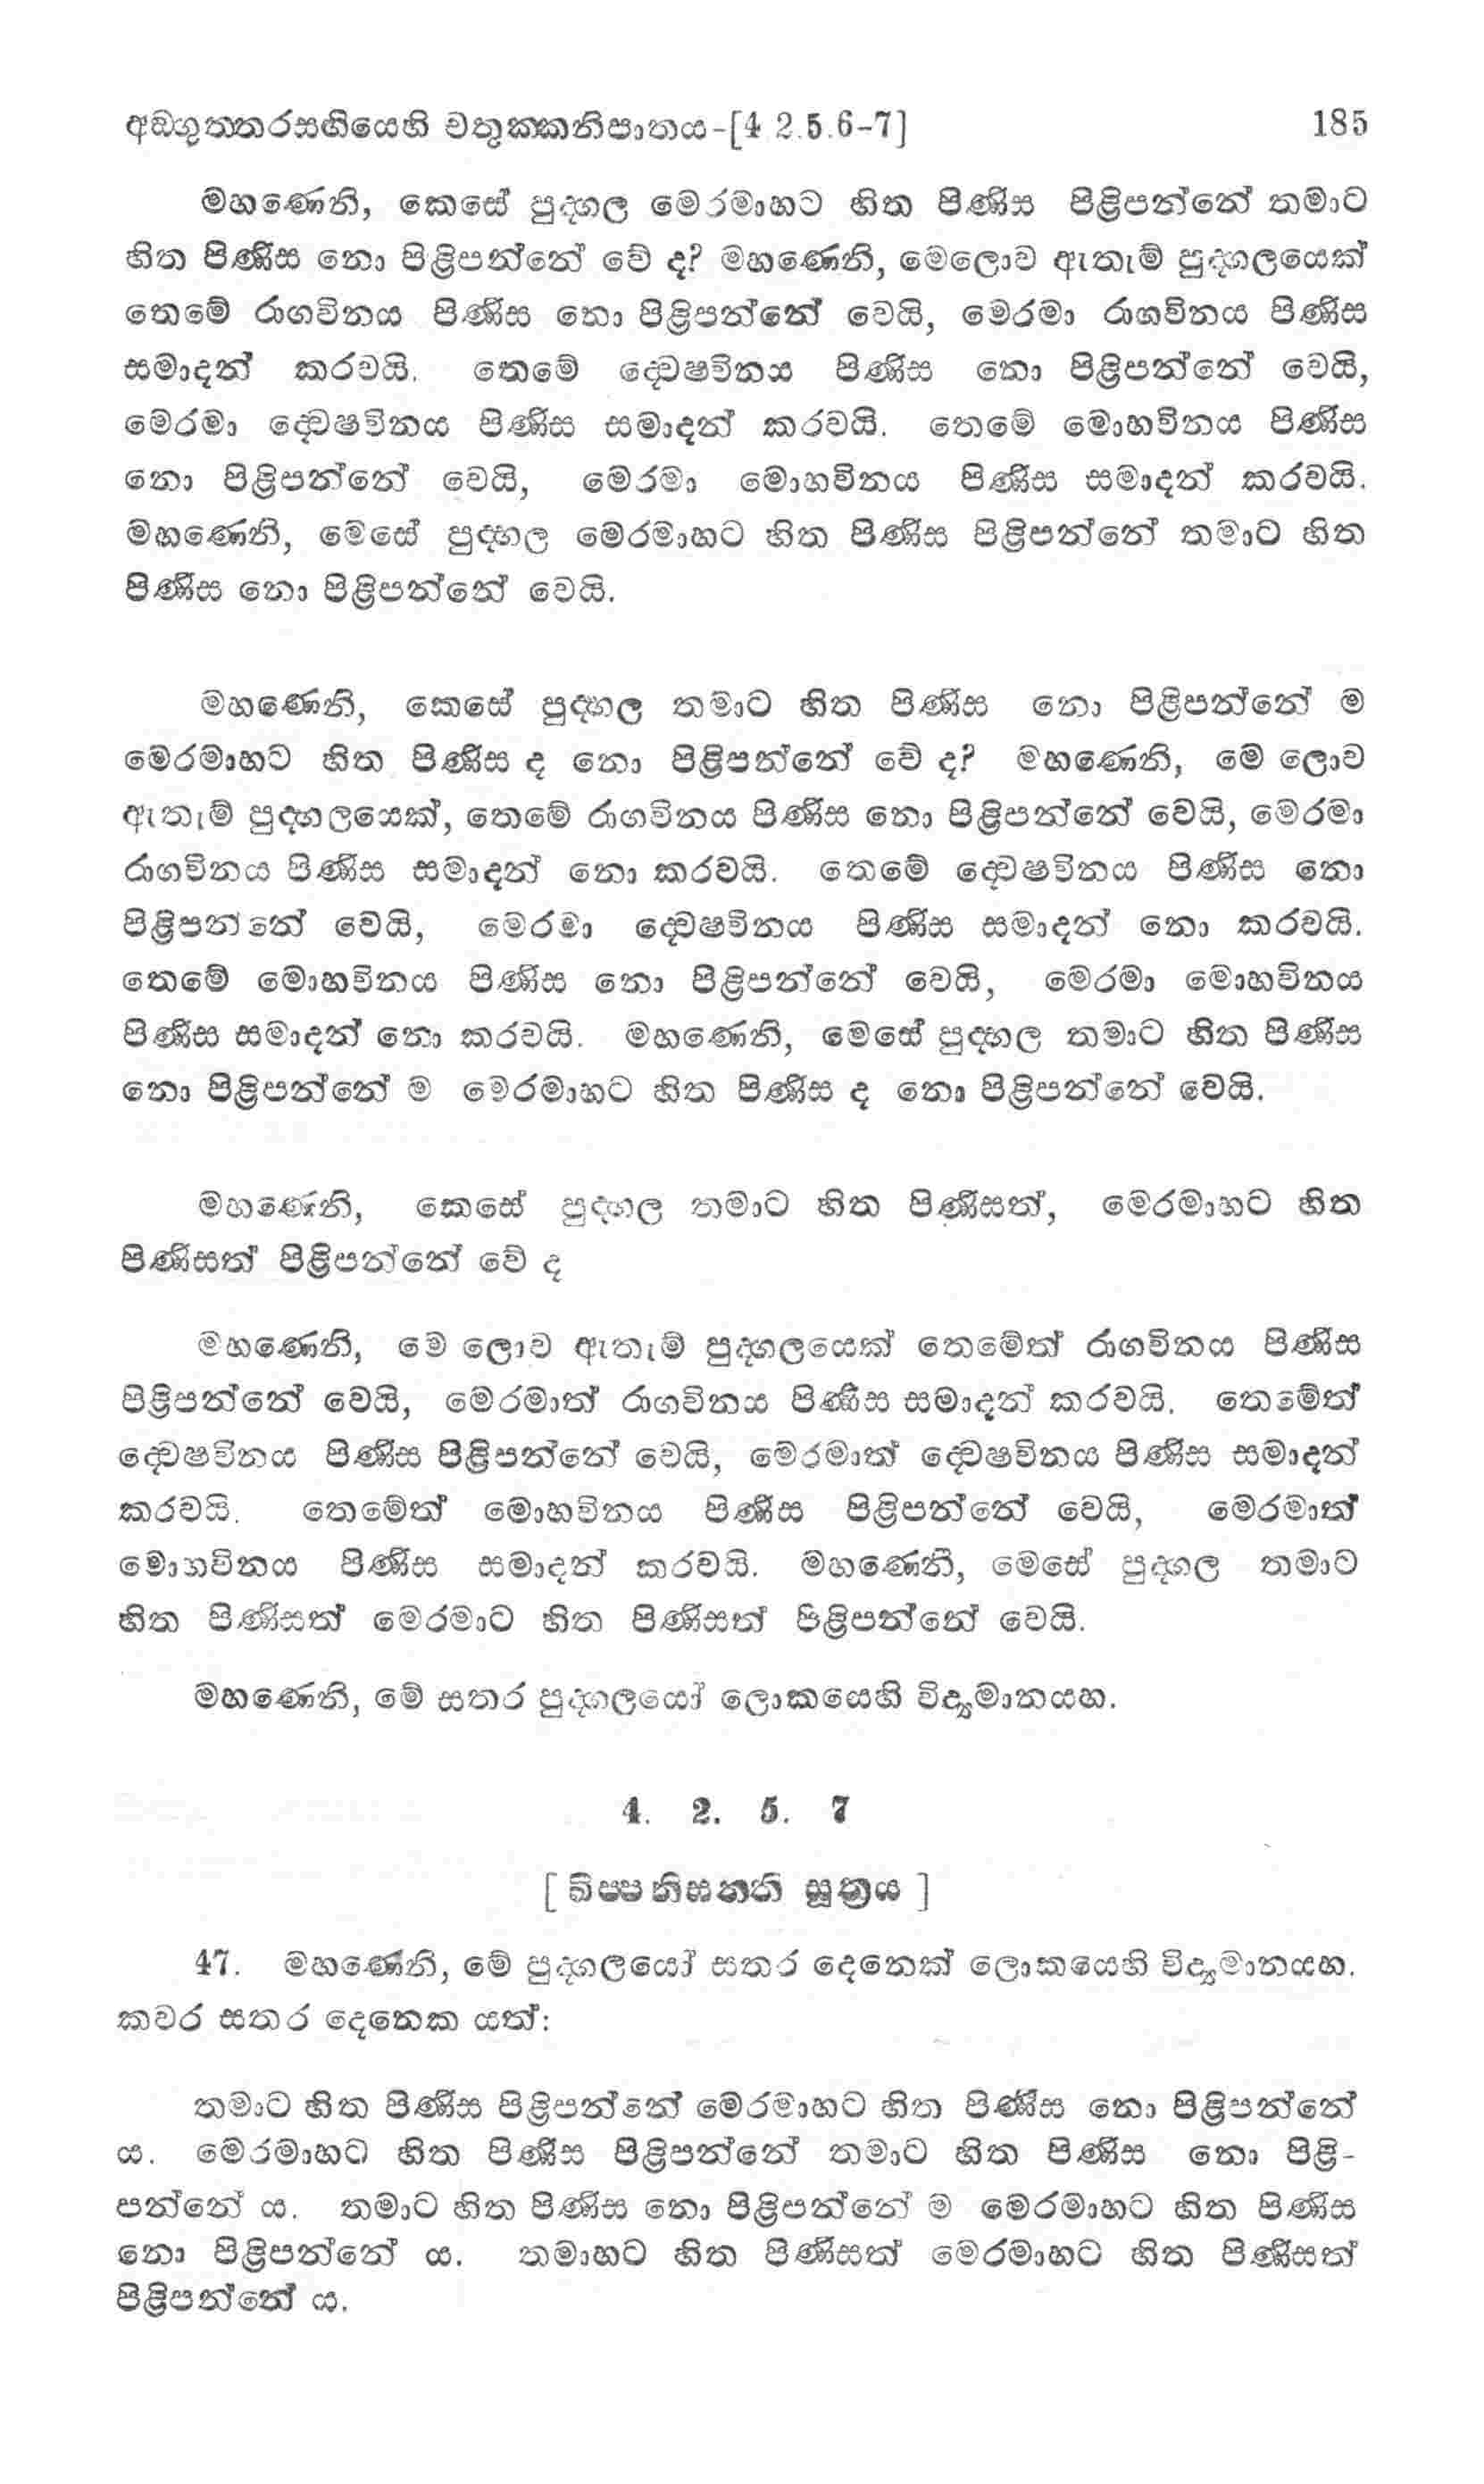 අඞගුත්තරසඟියෙහි චතුක්කනිපාතය-[4 2.5.6-7] 185
මහණෙනි, කෙසේ පුද්ගල මෙරමාහට හිත පිණිස පිළිපන්නේ තමාට
හිත පිණිස නො පිළිපන්නේ වේ ද? මහණෙනි, මෙලොව ඇතැම් පුද්ගලයෙක්
තෙමේ රාගවිනය පිණිස නො පිළිපන්නේ වෙයි, මෙරමා රාගවිනය පිණිස
සමාදන් කරවයි. තෙමේ ද්වෙෂවිනය පිණිස නො පිළිපන්නේ වෙයි,
මෙරමා ද්වෙෂවිනය පිණිස සමාදන් කරවයි. තෙමේ මොහවිනය පිණිස
නො පිළිපන්නේ වෙයි, මෙරමා මොහවිනය පිණිස සමාදන් කරවයි.
මහණෙනි, මෙසේ පුද්ගල මෙරමාහට හිත පිණිස පිළිපන්නේ තමාට හිත
පිණිස නො පිළිපන්නේ වෙයි.
මහණෙනි, කෙසේ පුද්ගල තමාට හිත පිණිස නො පිළිපන්නේ ම
මෙරමාහට හිත පිණිස ද නො පිළිපන්නේ වේ ද? මහණෙනි, මෙ ලොව
ඇතැම් පුද්ගලයෙක්, තෙමේ රාගවිනය පිණිස නො පිළිපන්නේ වෙයි, මෙරමා
රාගවිනය පිණිස සමාදන් නො කරවයි. තෙමේ ද්වෙෂවිනය පිණිස නො
පිළිපන්නේ වෙයි, මෙරමා ද්වෙෂවිනය පිණිස සමාදන් නො කරවයි.
තෙමේ මොහවිනය පිණිස නො පිළිපන්නේ වෙයි, මෙරමා මොහවිනය
පිණිස සමාදන් නො කරවයි. මහණෙනි, මෙසේ පුද්ගල තමාට හිත පිණිස
නො පිළිපන්නේ ම මෙරමාහට හිත පිණිස ද නො පිළිපන්නේ වෙයි.
මහණෙනි, කෙසේ පුද්ගල තමාට හිත පිණිසත්, මෙරමාහට හිත
පිණිසත් පිළිපන්නේ වේ ද
මහණෙනි, මෙ ලොව ඇතැම් පුද්ගලයෙක් තෙමේත් රාගවිනය පිණිස
පිළිපන්නේ වෙයි, මෙරමාත් රාගවිනය පිණිස සමාදන් කරවයි. තෙමේත්
ද්වෙෂවිනය පිණිස පිළිපන්නේ වෙයි, මෙරමාත් ද්වෙෂවිනය පිණිස සමාදන්
කරවයි. තෙමේත් මොහවිනය පිණිස පිළිපන්නේ වෙයි, මෙරමාත්
මොහවිනය පිණිස සමාදන් කරවයි. මහණෙනි, මෙසේ පුද්ගල තමාට
හිත පිණිසත් මෙරමාට හිත පිණිසත් පිළිපන්නේ වෙයි.
මහණෙනි, මේ සතර පුද්ගලයෝ ලොකයෙහි විද්‍යමානයහ.
4. 2. 5. 7
[ ඛිප්පනිසන්ති සූත්‍රය ]
47. මහණෙනි, මේ පුද්ගලයෝ සතර දෙනෙක් ලොකයෙහි විද්‍යමානයහ.
කවර සතර දෙනෙක යත්:
තමාට හිත පිණිස පිළිපන්නේ මෙරමාහට හිත පිණිස නො පිළිපන්නේ
ය. මෙරමාහට හිත පිණිස පිළිපන්නේ තමාට හිත පිණිස නො පිළි-
පන්නේ ය. තමාට හිත පිණිස නො පිළිපන්නේ ම මෙරමාහට හිත පිණිස
නො පිළිපන්නේ ය. තමාහට හිත පිණිසත් මෙරමාහට හිත පිණිසත්
පිළිපන්නේ ය.